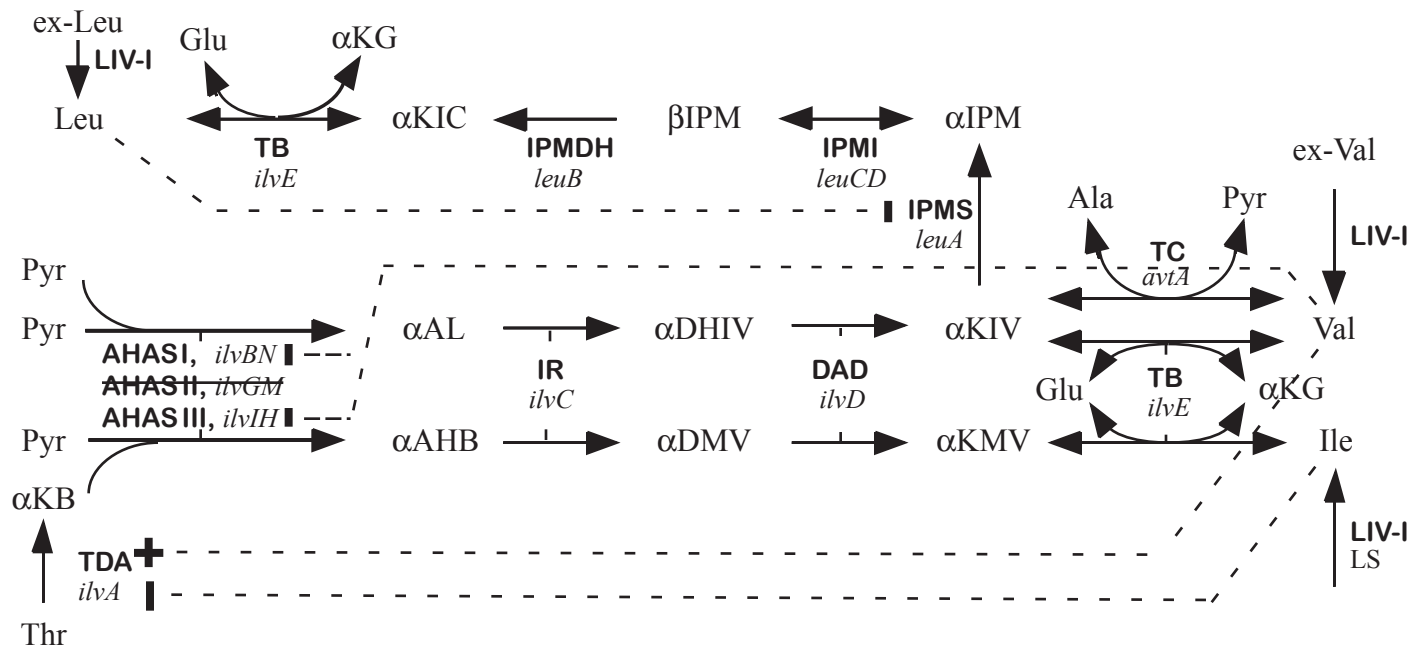 ex-Leu
LIV-I
Glu
αKG
Leu
αKIC
βIPM
αIPM
TB
ilvE
IPMDH
leuB
IPMI
leuCD
ex-Val
IPMS
leuA
Ala
Pyr
LIV-I
TC
avtA
Pyr
Pyr
αAL
αDHIV
αKIV
Val
AHAS I, ilvBN
AHAS II, ilvGM
AHAS III, ilvIH
IR
ilvC
DAD
ilvD
Glu
TB
ilvE
αKG
Pyr
αAHB
αDMV
αKMV
Ile
αKB
TDA
ilvA
LIV-I
LS
Thr